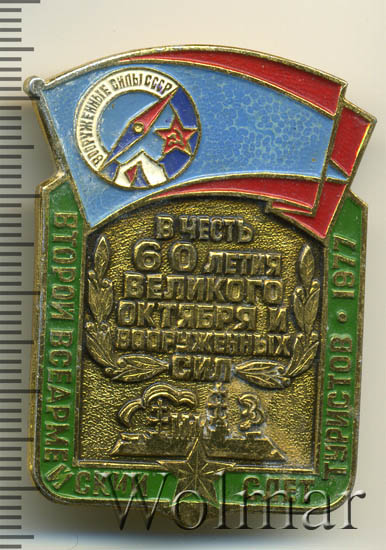 ВООРУЖЕННЫЕ СИЛЫ СССР
В ЧЕСТЬ
60 ЛЕТИЯ
ВЕЛИКОГО
ОКТЯБРЯ И
ВООРУЖЕННЫХ
СИЛ
ВТОРОЙ ВСЕАРМЕЙСКИЙ СЛЕТ ТУРИСТОВ • 1977
Wolmar